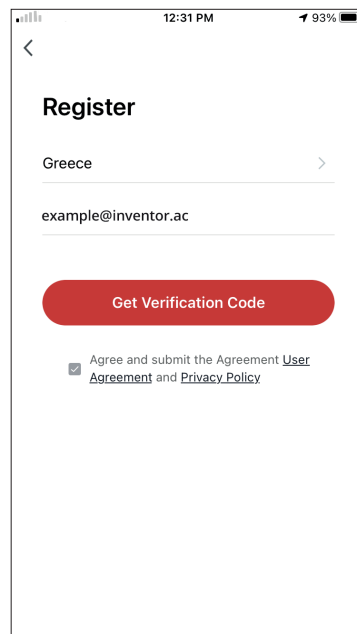 12:31 PM
93%
Register
Greece
example@inventor.ac
Get Verification Code
Agree and submit the Agreement User
Agreement and Privacy Policy